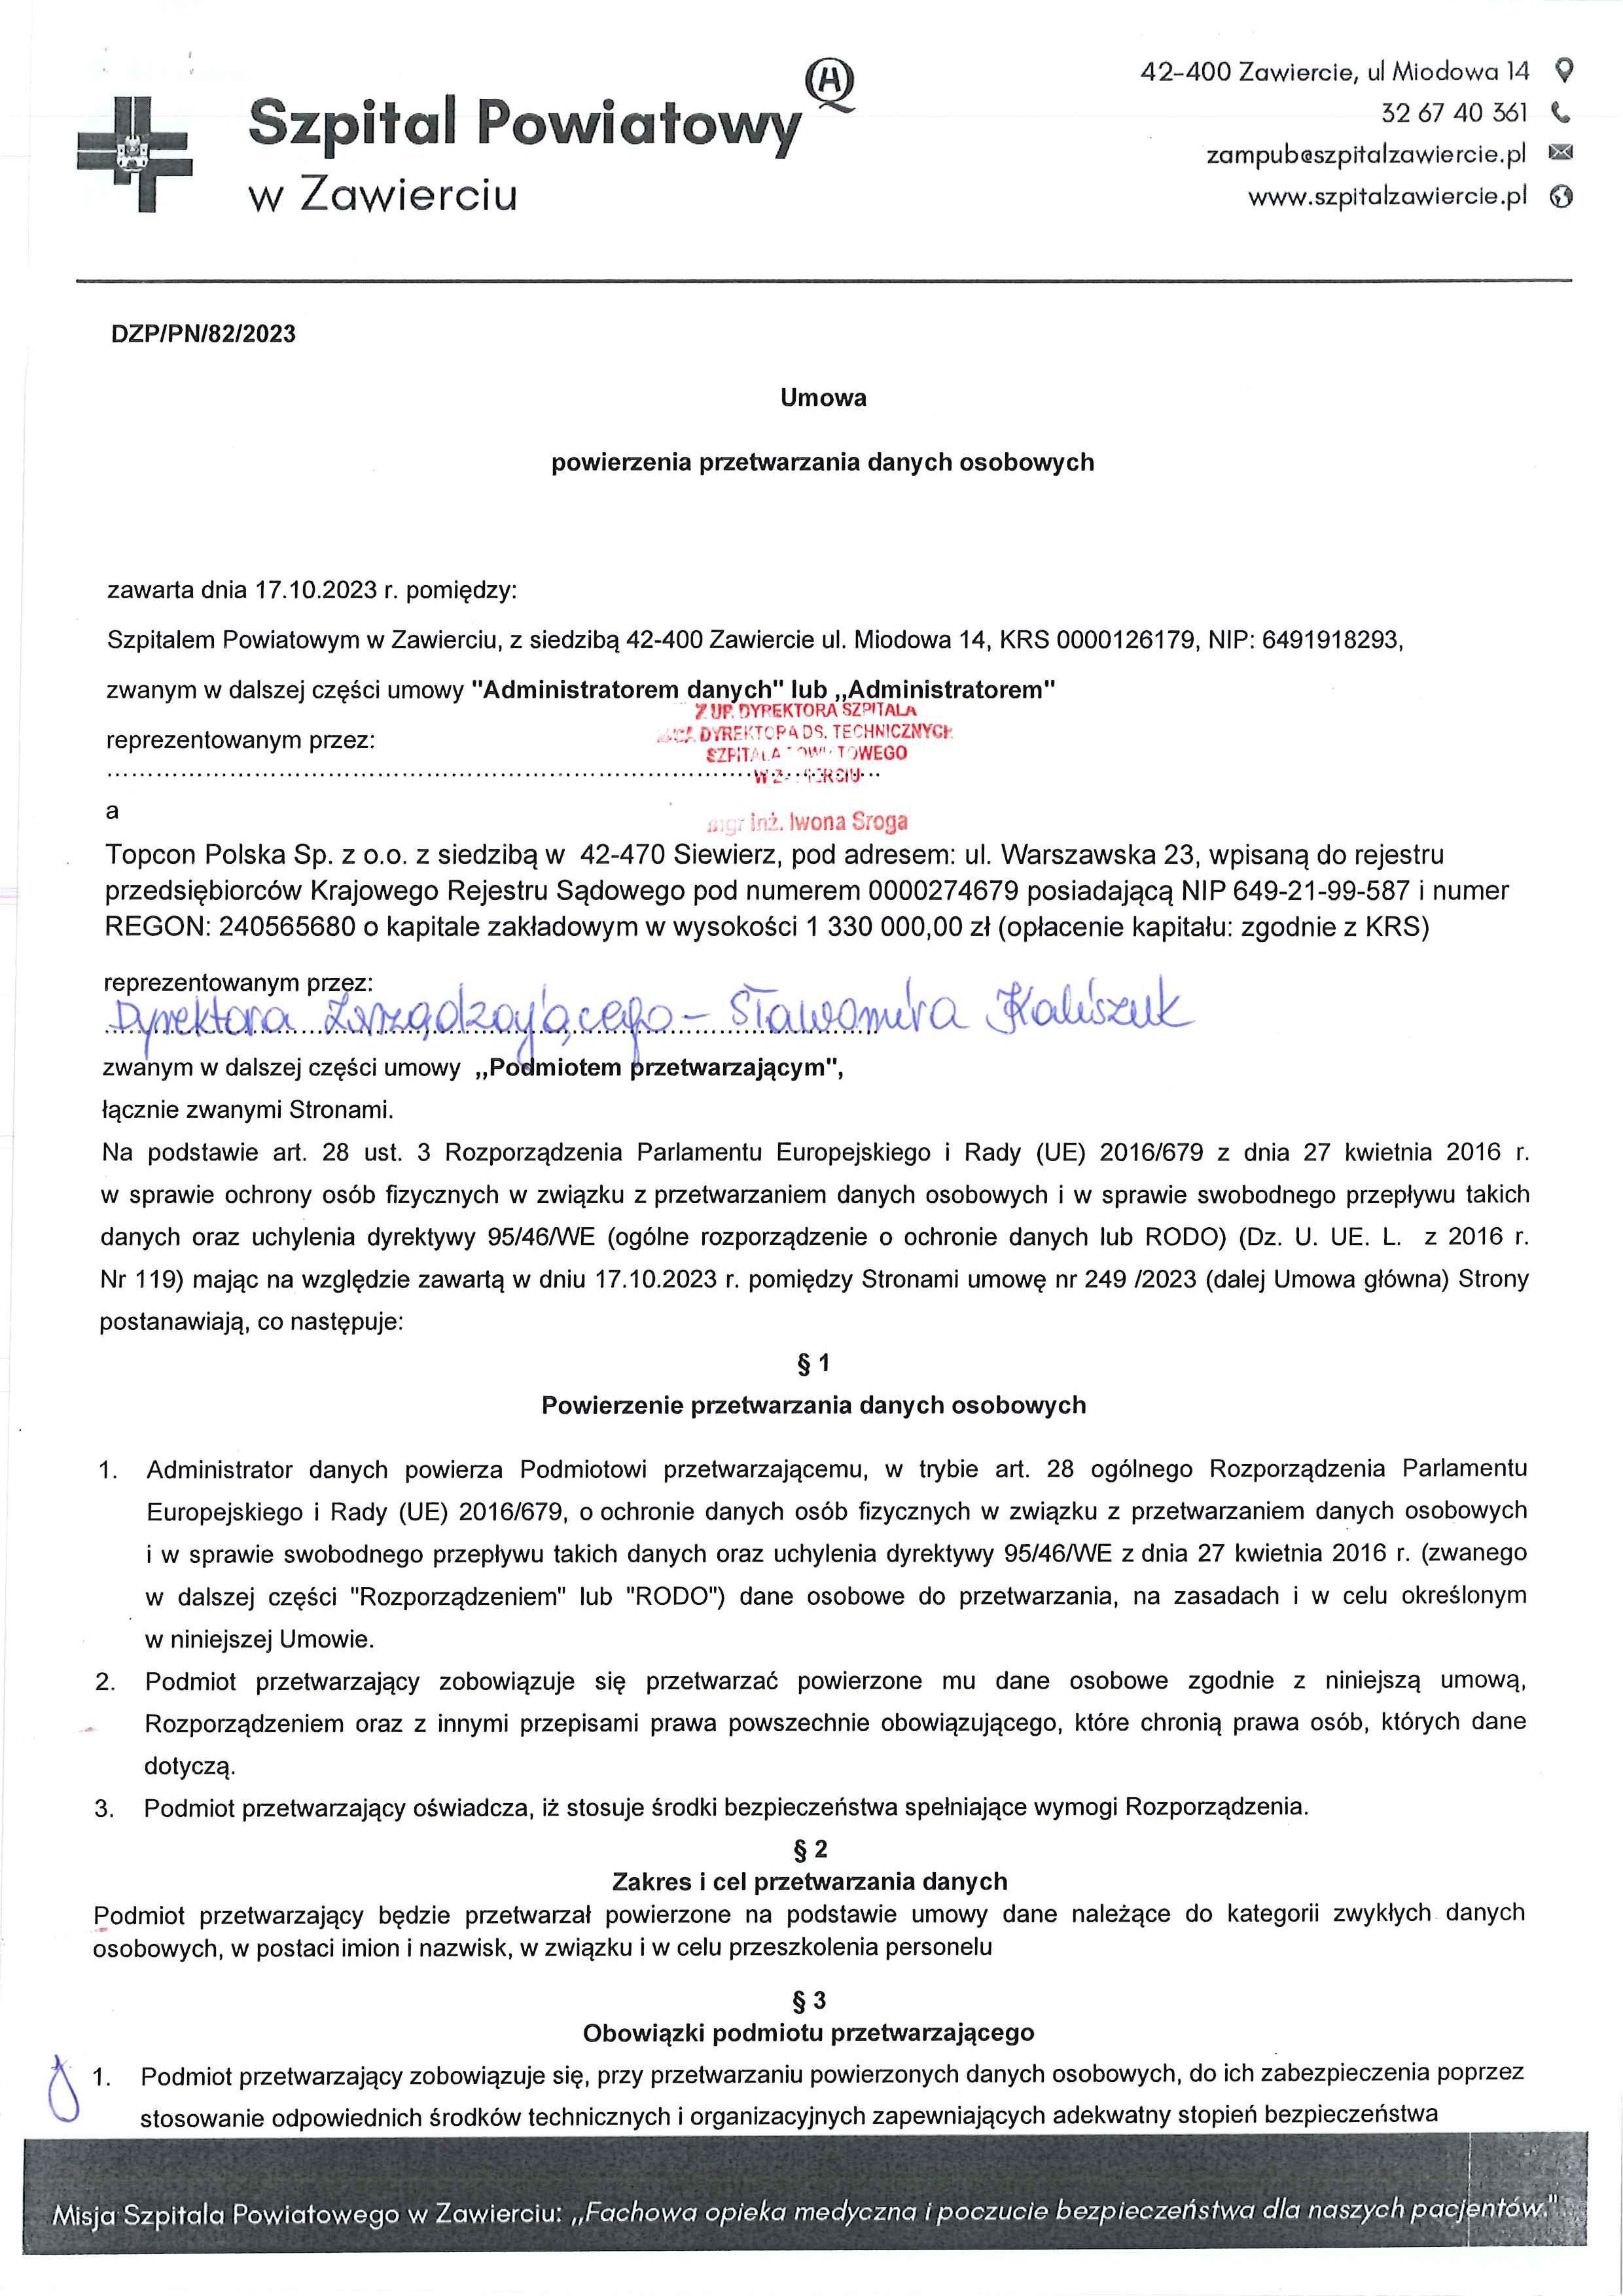 Szpital Powiatowy
w Zawierciu
42-400 Zawiercie, ul Miodowa 14
32 67 40 361
zampub@szpitalzawiercie.pl
www.szpitalzawiercie.pl
DZP/PN/82/2023
Umowa
powierzenia przetwarzania danych osobowych
zawarta dnia 17.10.2023 r. pomiędzy:
Szpitalem Powiatowym w Zawierciu, z siedzibą 42-400 Zawiercie ul. Miodowa 14, KRS 0000126179, NIP: 6491918293,
zwanym w dalszej części umowy "Administratorem danych" lub „Administratorem"
Z UP. DYREKTORA SZPITALA
DYREKTORA DS. TECHNICZNYCH
reprezentowanym przez:
mgr inż. Iwona Sroga
a
Topcon Polska Sp. z o.o. z siedzibą w 42-470 Siewierz, pod adresem: ul. Warszawska 23, wpisaną do rejestru
przedsiębiorców Krajowego Rejestru Sądowego pod numerem 0000274679 posiadającą NIP 649-21-99-587 i numer
REGON: 240565680 o kapitale zakładowym w wysokości 1 330 000,00 zł (opłacenie kapitału: zgodnie z KRS)
reprezentowanym przez:
Dyrektora Zarządzającego - Sławomira Kaliszuk
zwanym w dalszej części umowy „Podmiotem przetwarzającym",
łącznie zwanymi Stronami.
Na podstawie art. 28 ust. 3 Rozporządzenia Parlamentu Europejskiego i Rady (UE) 2016/679 z dnia 27 kwietnia 2016 r.
w sprawie ochrony osób fizycznych w związku z przetwarzaniem danych osobowych i w sprawie swobodnego przepływu takich
danych oraz uchylenia dyrektywy 95/46/WE (ogólne rozporządzenie o ochronie danych lub RODO) (Dz. U. UE. L. z 2016 r.
Nr 119) mając na względzie zawartą w dniu 17.10.2023 r. pomiędzy Stronami umowę nr 249 /2023 (dalej Umowa główna) Strony
postanawiają, co następuje:
§ 1
Powierzenie przetwarzania danych osobowych
1. Administrator danych powierza Podmiotowi przetwarzającemu, w trybie art. 28 ogólnego Rozporządzenia Parlamentu
Europejskiego i Rady (UE) 2016/679, o ochronie danych osób fizycznych w związku z przetwarzaniem danych osobowych
i w sprawie swobodnego przepływu takich danych oraz uchylenia dyrektywy 95/46/WE z dnia 27 kwietnia 2016 r. (zwanego
w dalszej części "Rozporządzeniem" lub "RODO") dane osobowe do przetwarzania, na zasadach i w celu określonym
w niniejszej Umowie.
2. Podmiot przetwarzający zobowiązuje się przetwarzać powierzone mu dane osobowe zgodnie z niniejszą umową,
Rozporządzeniem oraz z innymi przepisami prawa powszechnie obowiązującego, które chronią prawa osób, których dane
dotyczą.
3. Podmiot przetwarzający oświadcza, iż stosuje środki bezpieczeństwa spełniające wymogi Rozporządzenia.
§ 2
Zakres i cel przetwarzania danych
Podmiot przetwarzający będzie przetwarzał powierzone na podstawie umowy dane należące do kategorii zwykłych danych
osobowych, w postaci imion i nazwisk, w związku i w celu przeszkolenia personelu
§ 3
Obowiązki podmiotu przetwarzającego
1. Podmiot przetwarzający zobowiązuje się, przy przetwarzaniu powierzonych danych osobowych, do ich zabezpieczenia poprzez
stosowanie odpowiednich środków technicznych i organizacyjnych zapewniających adekwatny stopień bezpieczeństwa
Misja Szpitala Powiatowego w Zawierciu: „Fachowa opieka medyczna i poczucie bezpieczeństwa dla naszych pacjentów."